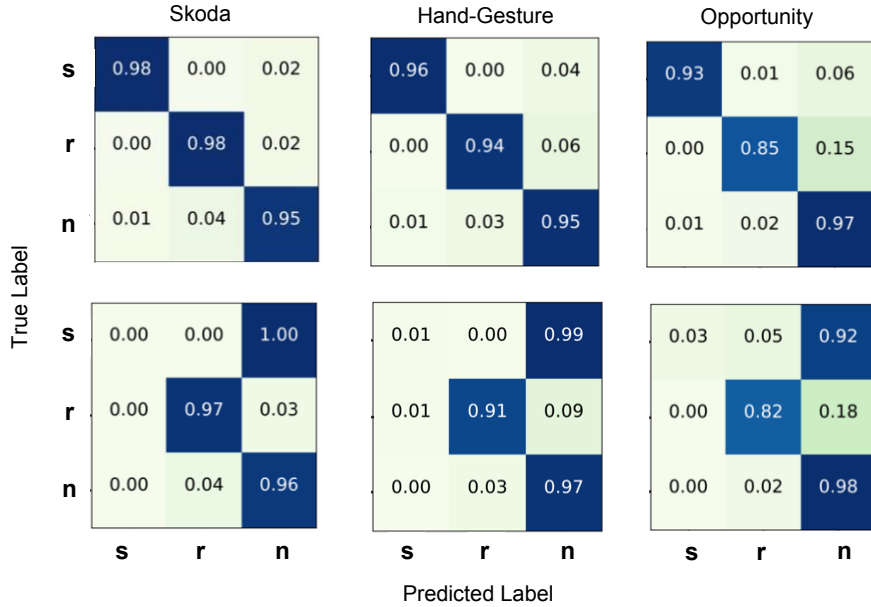 Skoda Hand-Gesture Opportunity
s 0.98 0.00 0.02 0.96 0.00 0.04 0.93 0.01 0.06
r 0.00 0.98 0.02 0.00 0.94 0.06 0.00 0.85 0.15
n 0.01 0.04 0.95 0.01 0.03 0.95 0.01 0.02 0.97
True Label
s 0.00 0.00 1.00 0.01 0.00 0.99 0.03 0.05 0.92
r 0.00 0.97 0.03 0.01 0.91 0.09 0.00 0.82 0.18
n 0.00 0.04 0.96 0.00 0.03 0.97 0.00 0.02 0.98
s r n s r n s r n
Predicted Label